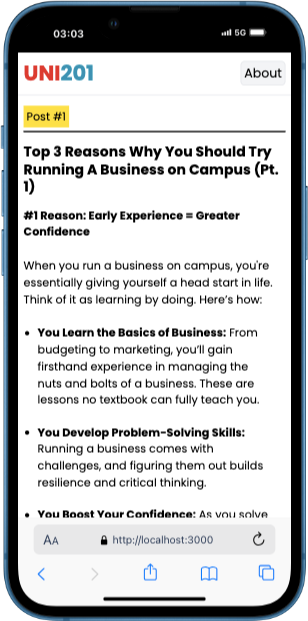 03:03
5G
UNI201
About
Post #1
Top 3 Reasons Why You Should Try
Running A Business on Campus (Pt.
1)
#1 Reason: Early Experience = Greater
Confidence
When you run a business on campus, you're
essentially giving yourself a head start in life.
Think of it as learning by doing. Here's how:
• You Learn the Basics of Business: From
budgeting to marketing, you'll gain
firsthand experience in managing the
nuts and bolts of a business. These are
lessons no textbook can fully teach you.
• You Develop Problem-Solving Skills:
Running a business comes with
challenges, and figuring them out builds
resilience and critical thinking.
• You Boost Your Confidence: As you solve
AA
http://localhost:3000